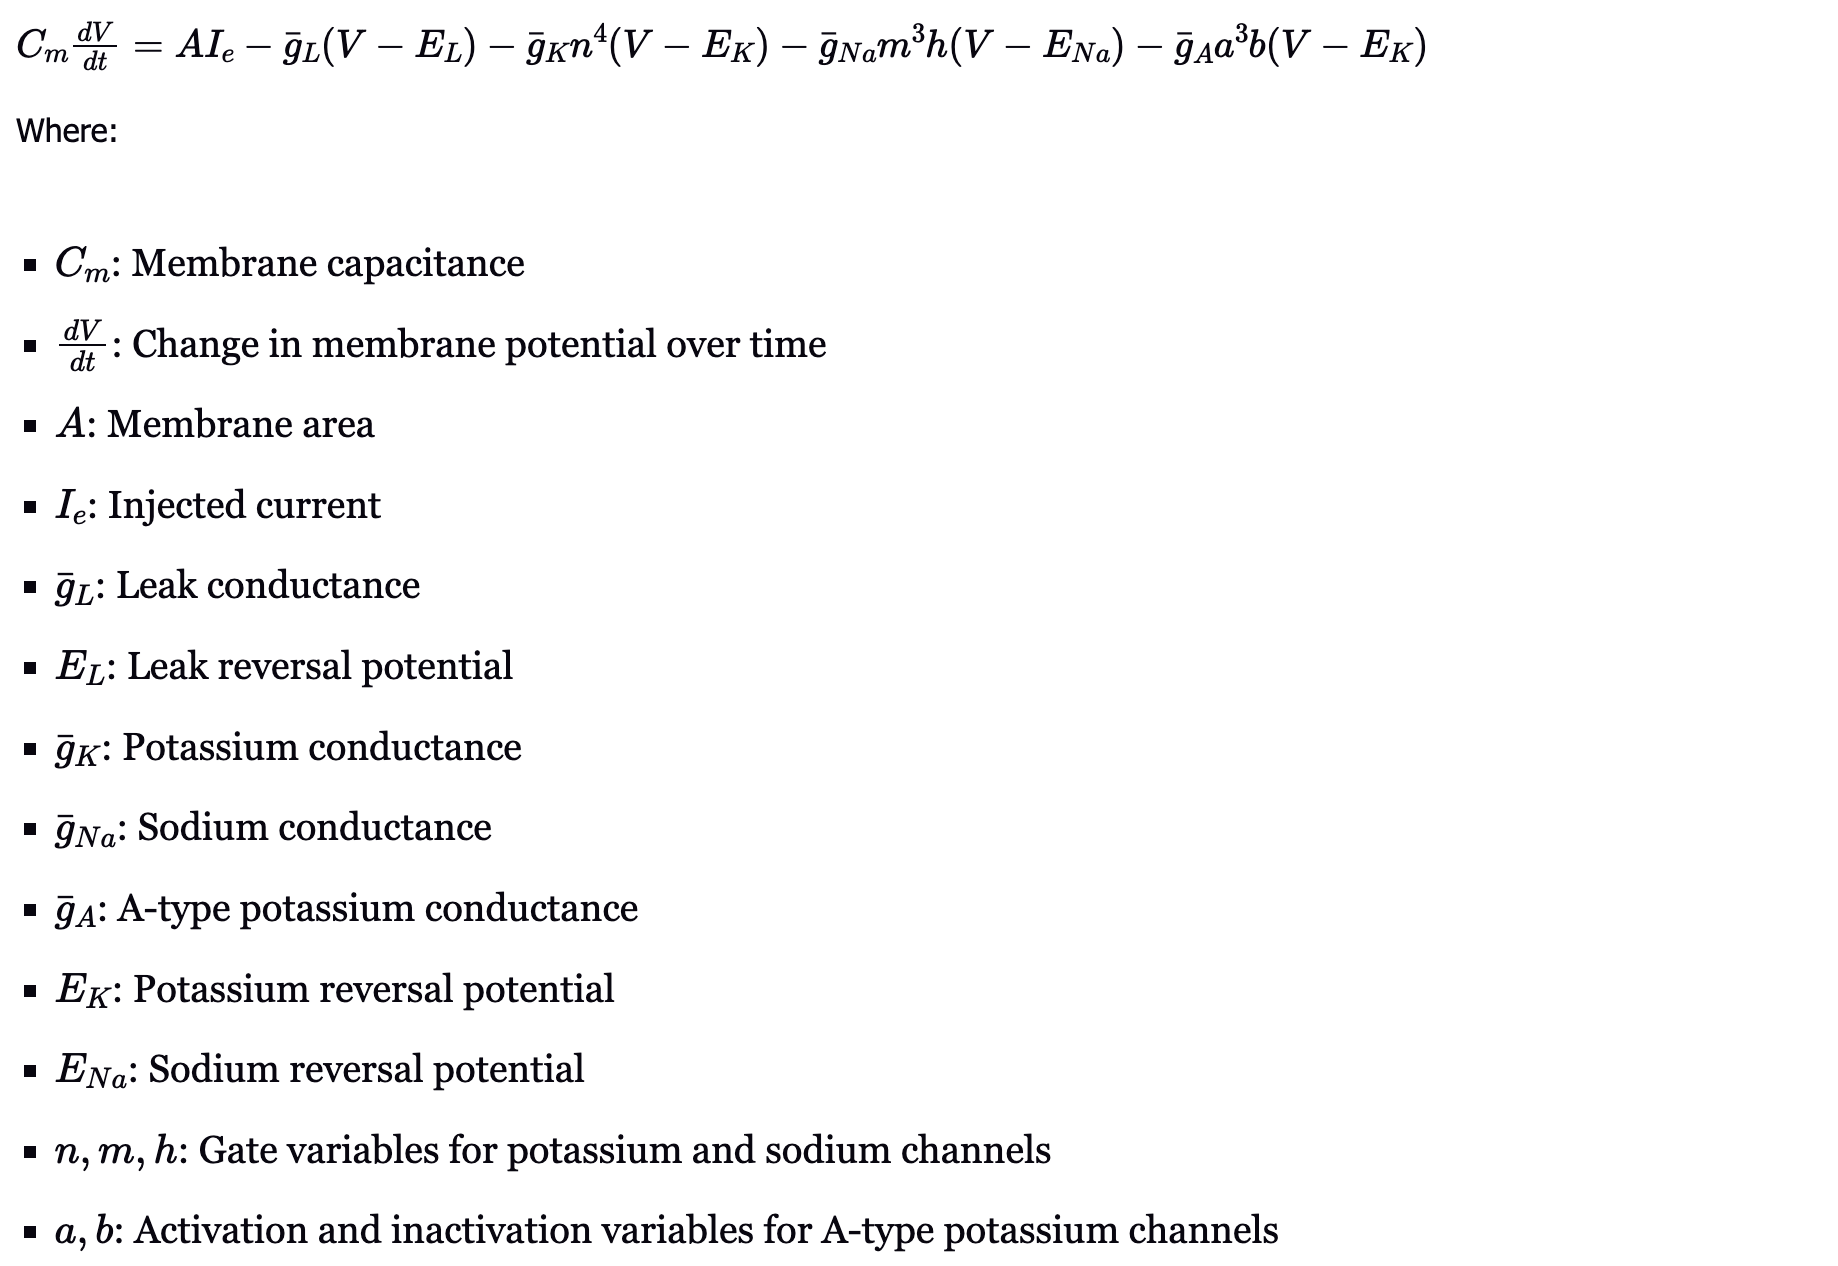 $C_m \frac{dV}{dt} = AI_e - \bar{g}_L(V - E_L) - \bar{g}_K n^4(V - E_K) - \bar{g}_{Na} m^3 h(V - E_{Na}) - \bar{g}_A a^3 b(V - E_K)$
Where:
▪ $C_m$: Membrane capacitance
▪ $\frac{dV}{dt}$: Change in membrane potential over time
▪ $A$: Membrane area
▪ $I_e$: Injected current
▪ $\bar{g}_L$: Leak conductance
▪ $E_L$: Leak reversal potential
▪ $\bar{g}_K$: Potassium conductance
▪ $\bar{g}_{Na}$: Sodium conductance
▪ $\bar{g}_A$: A-type potassium conductance
▪ $E_K$: Potassium reversal potential
▪ $E_{Na}$: Sodium reversal potential
▪ $n, m, h$: Gate variables for potassium and sodium channels
▪ $a, b$: Activation and inactivation variables for A-type potassium channels